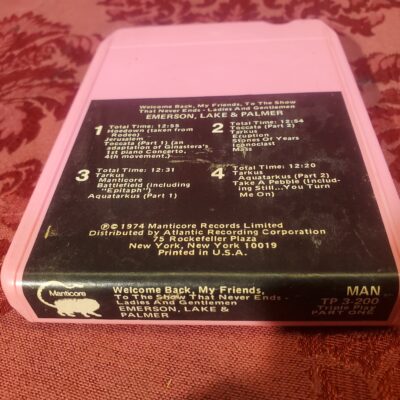 Welcome Back, My Friends, To The Show
That Never Ends - Ladies And Gentlemen
EMERSON, LAKE & PALMER
1 Total Time: 12:55
Hoedown (taken from
Rodeo)
Jerusalem
Toccata (Part 1) (an
adaptation of Ginastera's
1st piano Concerto,
4th movement,)
2 Total Time: 12:54
Toccata (Part 2)
Tarkus
Eruption
Stones Of Years
Iconoclast
Mass
3 Total Time: 12:31
Tarkus
Manticore
Battlefield (including
"Epitaph")
Aquatarkus (Part 1)
4 Total Time: 12:20
Tarkus
Aquatarkus (Part 2)
Take A Pebble (includ-
ing Still...You Turn
Me On)
℗© 1974 Manticore Records Limited
Distributed by Atlantic Recording Corporation
75 Rockefeller Plaza
New York, New York 10019
Printed in U.S.A.
Manticore
Welcome Back, My Friends,
To The Show That Never Ends -
Ladies And Gentlemen
EMERSON, LAKE &
PALMER
MAN
TP 3-200
Triple Play
PART ONE